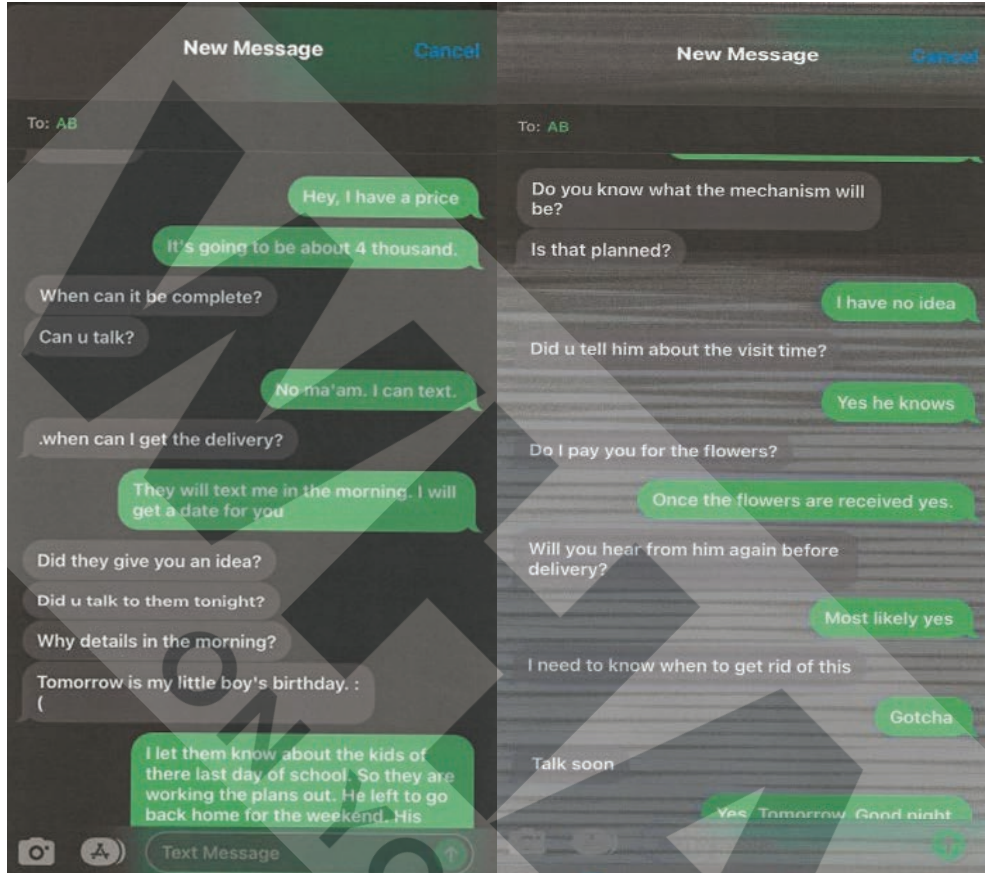 New Message
Cancel
To: AB
Hey, I have a price
It's going to be about 4 thousand.
When can it be complete?
Can u talk?
No ma'am. I can text.
.when can I get the delivery?
They will text me in the morning. I will
get a date for you
Did they give you an idea?
Did u talk to them tonight?
Why details in the morning?
Tomorrow is my little boy's birthday. :
(
I let them know about the kids of
there last day of school. So they are
working the plans out. He left to go
back home for the weekend. His
Text Message
New Message
Cancel
To: AB
Do you know what the mechanism will
be?
Is that planned?
I have no idea
Did u tell him about the visit time?
Yes he knows
Do I pay you for the flowers?
Once the flowers are received yes.
Will you hear from him again before
delivery?
Most likely yes
I need to know when to get rid of this
Gotcha
Talk soon
Yes. Tomorrow. Good night